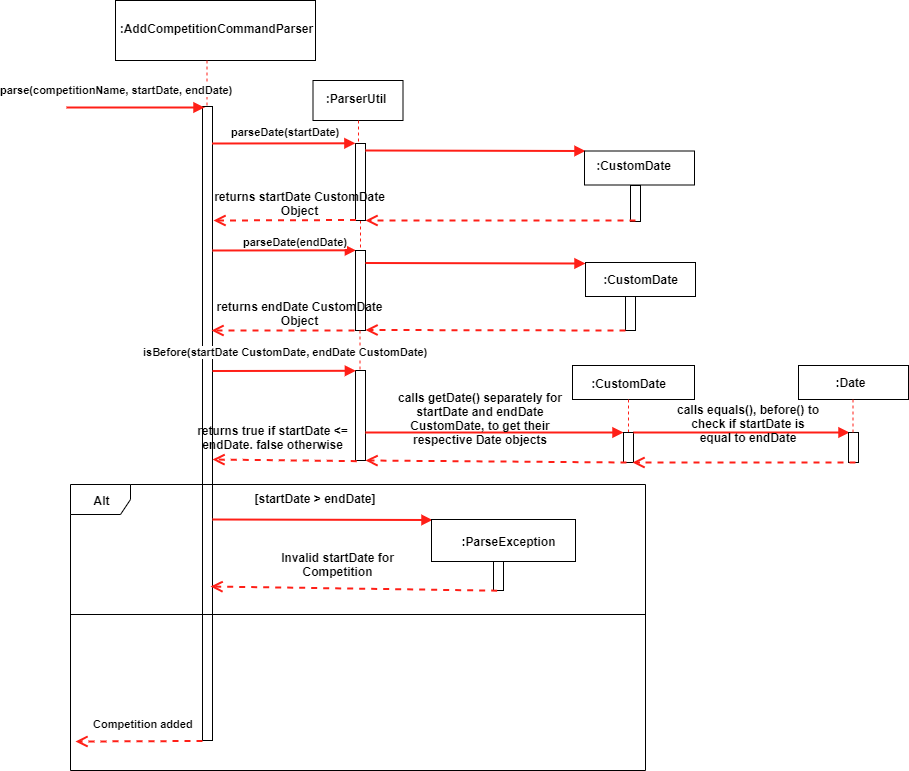 :AddCompetitionCommandParser
parse(competitionName, startDate, endDate)
:ParserUtil
parseDate(startDate)
:CustomDate
returns startDate CustomDate
Object
parseDate(endDate)
:CustomDate
returns endDate CustomDate
Object
isBefore(startDate CustomDate, endDate CustomDate)
:CustomDate
:Date
calls getDate() separately for
startDate and endDate
CustomDate, to get their
respective Date objects
calls equals(), before() to
check if startDate is
equal to endDate
returns true if startDate <=
endDate. false otherwise
Alt
[startDate > endDate]
:ParseException
Invalid startDate for
Competition
Competition added